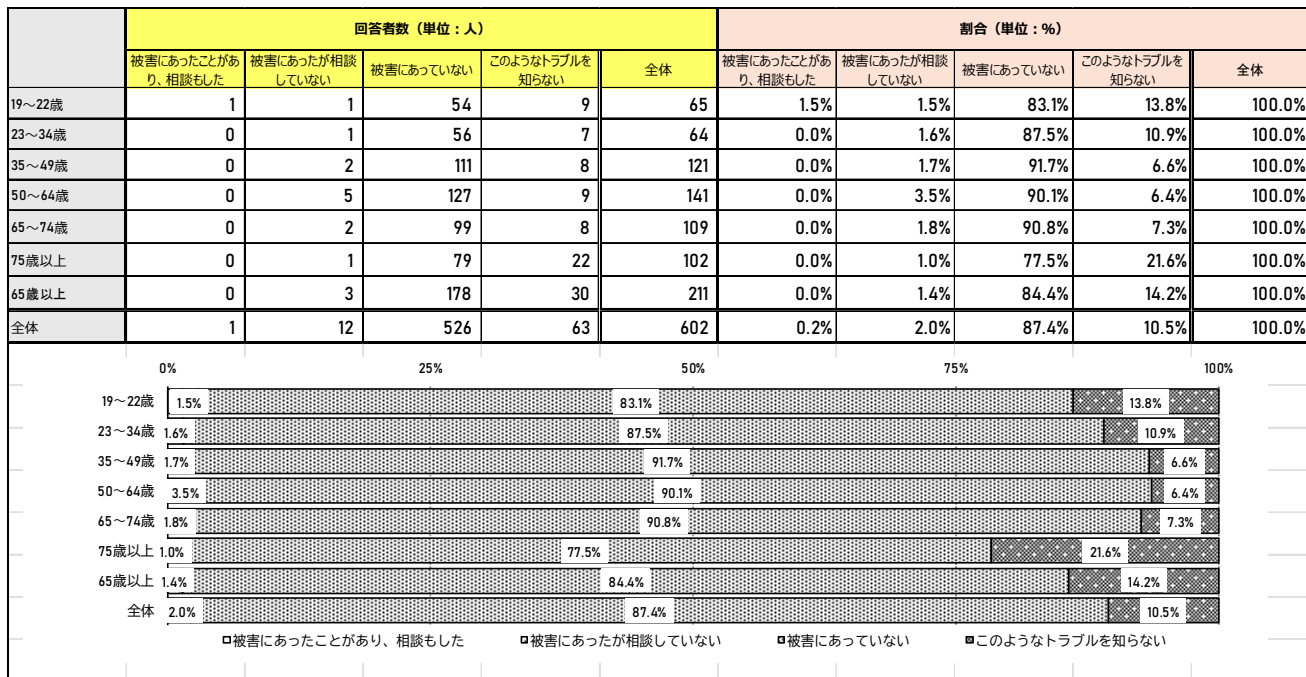 回答者数（単位：人） 割合（単位：%）
被害にあったことがあ 被害にあったが相談 被害にあっていない このようなトラブルを 全体 被害にあったことがあ 被害にあったが相談 被害にあっていない このようなトラブルを 全体
り、相談もした していない 知らない り、相談もした していない 知らない
19～22歳 1 1 54 9 65 1.5% 1.5% 83.1% 13.8% 100.0%
23～34歳 0 1 56 7 64 0.0% 1.6% 87.5% 10.9% 100.0%
35～49歳 0 2 111 8 121 0.0% 1.7% 91.7% 6.6% 100.0%
50～64歳 0 5 127 9 141 0.0% 3.5% 90.1% 6.4% 100.0%
65～74歳 0 2 99 8 109 0.0% 1.8% 90.8% 7.3% 100.0%
75歳以上 0 1 79 22 102 0.0% 1.0% 77.5% 21.6% 100.0%
65歳以上 0 3 178 30 211 0.0% 1.4% 84.4% 14.2% 100.0%
全体 1 12 526 63 602 0.2% 2.0% 87.4% 10.5% 100.0%
0% 25% 50% 75% 100%
19～22歳 1.5% 83.1% 13.8%
23～34歳 1.6% 87.5% 10.9%
35～49歳 1.7% 91.7% 6.6%
50～64歳 3.5% 90.1% 6.4%
65～74歳 1.8% 90.8% 7.3%
75歳以上 1.0% 77.5% 21.6%
65歳以上 1.4% 84.4% 14.2%
全体 2.0% 87.4% 10.5%
被害にあったことがあり、相談もした 被害にあったが相談していない 被害にあっていない このようなトラブルを知らない